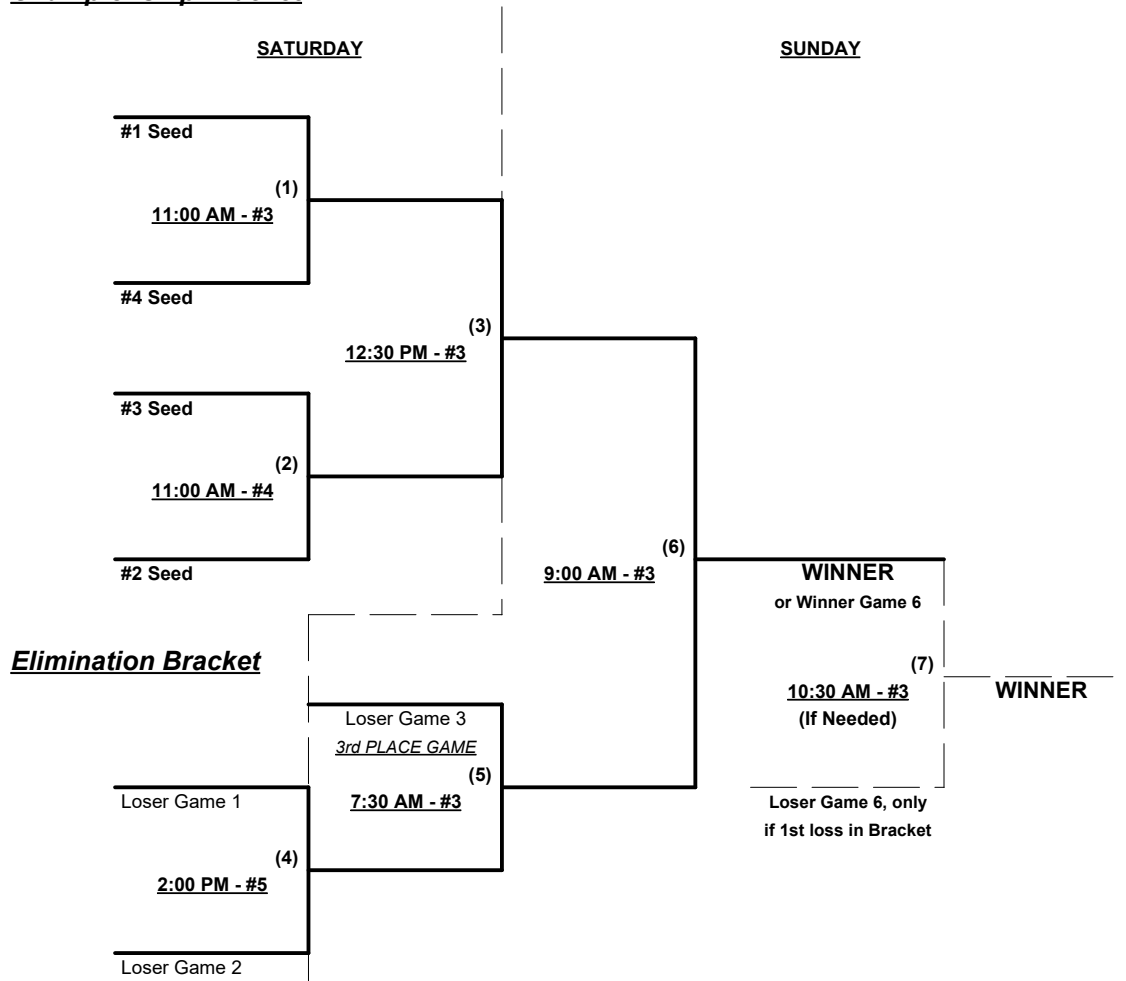 SATURDAY
SUNDAY
#1 Seed
(1)
11:00 AM - #3
#4 Seed
(3)
12:30 PM - #3
#3 Seed
(2)
11:00 AM - #4
#2 Seed
(6)
9:00 AM - #3
WINNER
or Winner Game 6
Elimination Bracket
(7)
10:30 AM - #3
(If Needed)
WINNER
Loser Game 3
3rd PLACE GAME
(5)
7:30 AM - #3
Loser Game 1
Loser Game 6, only
if 1st loss in Bracket
(4)
2:00 PM - #5
Loser Game 2